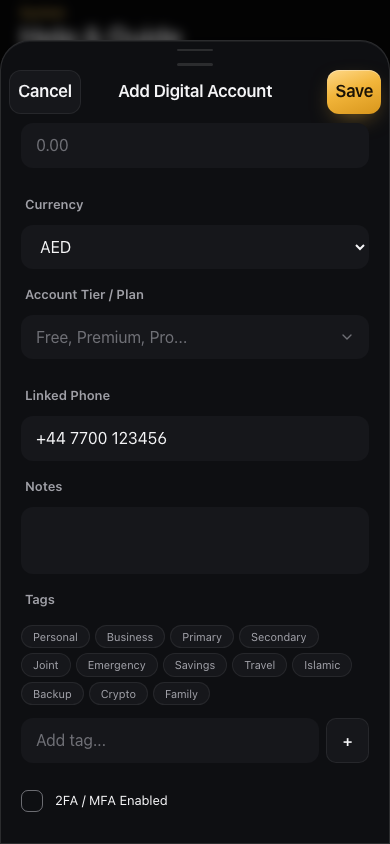 Cancel Add Digital Account Save
0.00
Currency
AED
Account Tier / Plan
Free, Premium, Pro...
Linked Phone
+44 7700 123456
Notes
Tags
Personal Business Primary Secondary
Joint Emergency Savings Travel Islamic
Backup Crypto Family
Add tag... +
2FA / MFA Enabled